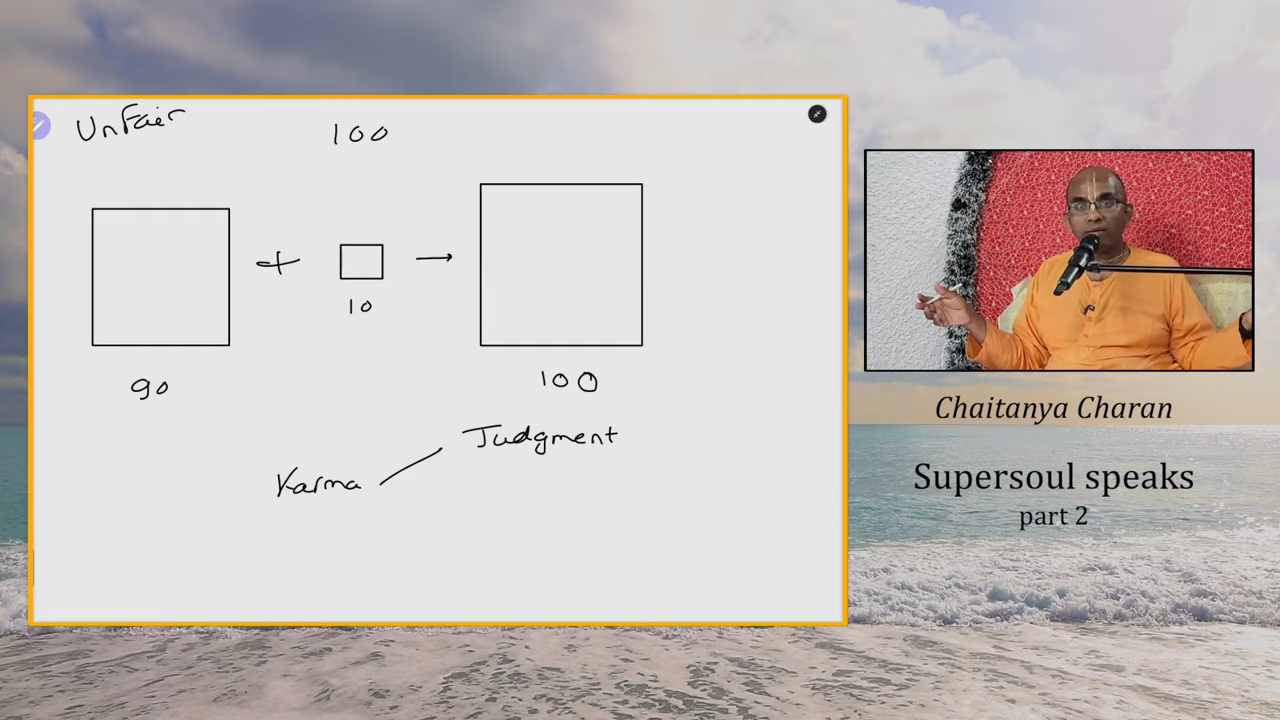 UnFair
100
+
→
10
90
100
Judgment
Karma
Chaitanya Charan
Supersoul speaks
part 2